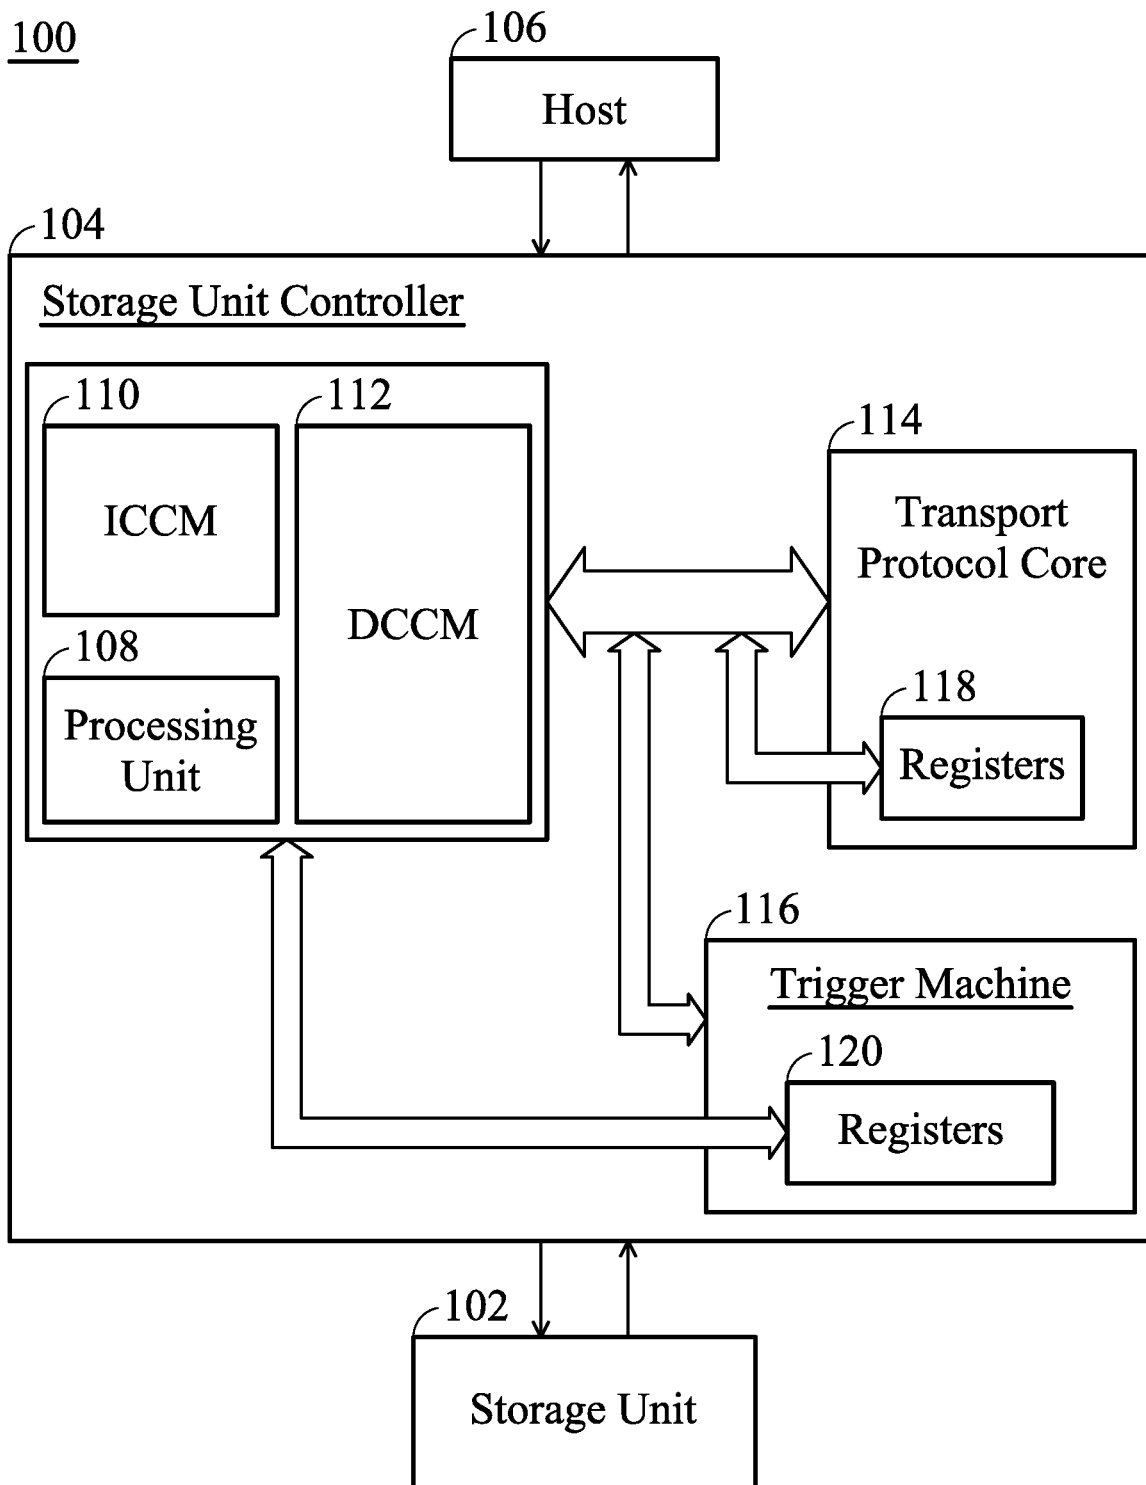 100
106
Host
104
Storage Unit Controller
110
ICCM
112
DCCM
108
Processing
Unit
114
Transport
Protocol Core
118
Registers
116
Trigger Machine
120
Registers
102
Storage Unit